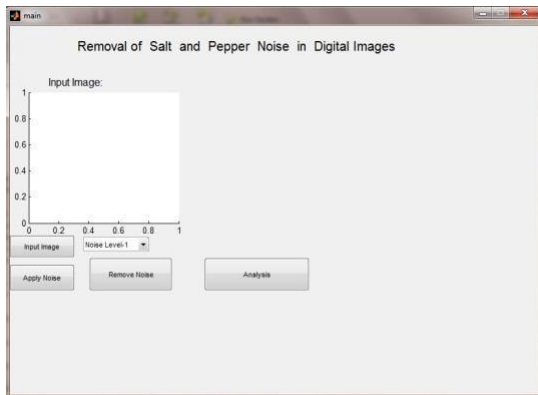 main
Removal of Salt and Pepper Noise in Digital Images
Input Image:
1
0.8
0.6
0.4
0.2
0
0 0.2 0.4 0.6 0.8 1
Input Image
Noise Level-1
Apply Noise
Remove Noise
Analysis